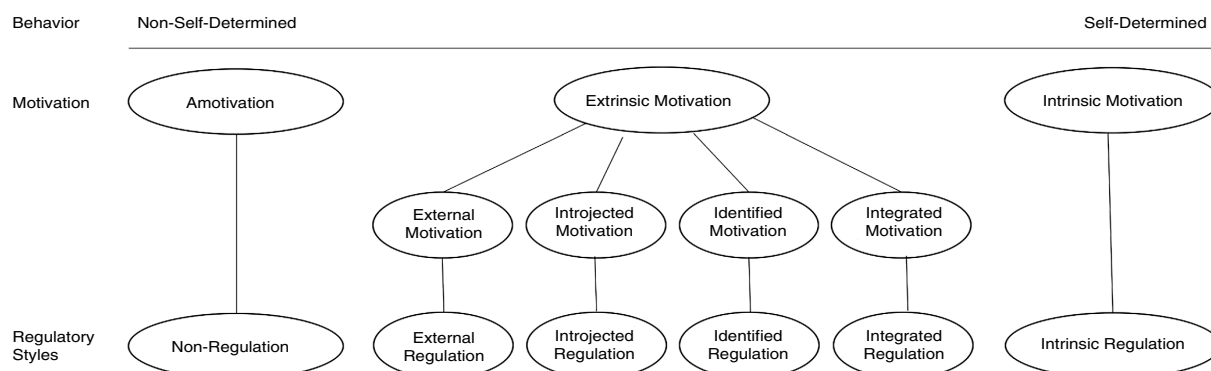 Behavior Non-Self-Determined Self-Determined
Motivation Amotivation Extrinsic Motivation Intrinsic Motivation
External Introjected Identified Integrated
Motivation Motivation Motivation Motivation
Regulatory External Introjected Identified Integrated
Styles Non-Regulation Regulation Regulation Regulation Regulation Intrinsic Regulation